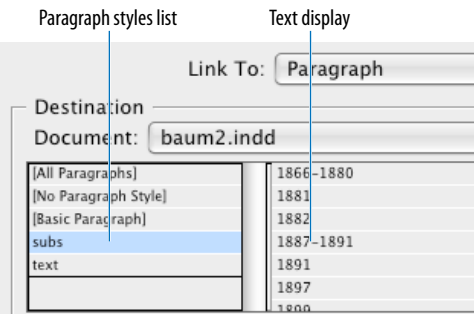 Paragraph styles list Text display
Link To: Paragraph
Destination
Document: baum2.indd
[All Paragraphs] 1866-1880
[No Paragraph Style] 1881
[Basic Paragraph] 1882
subs 1887-1891
text 1891
1897
1899